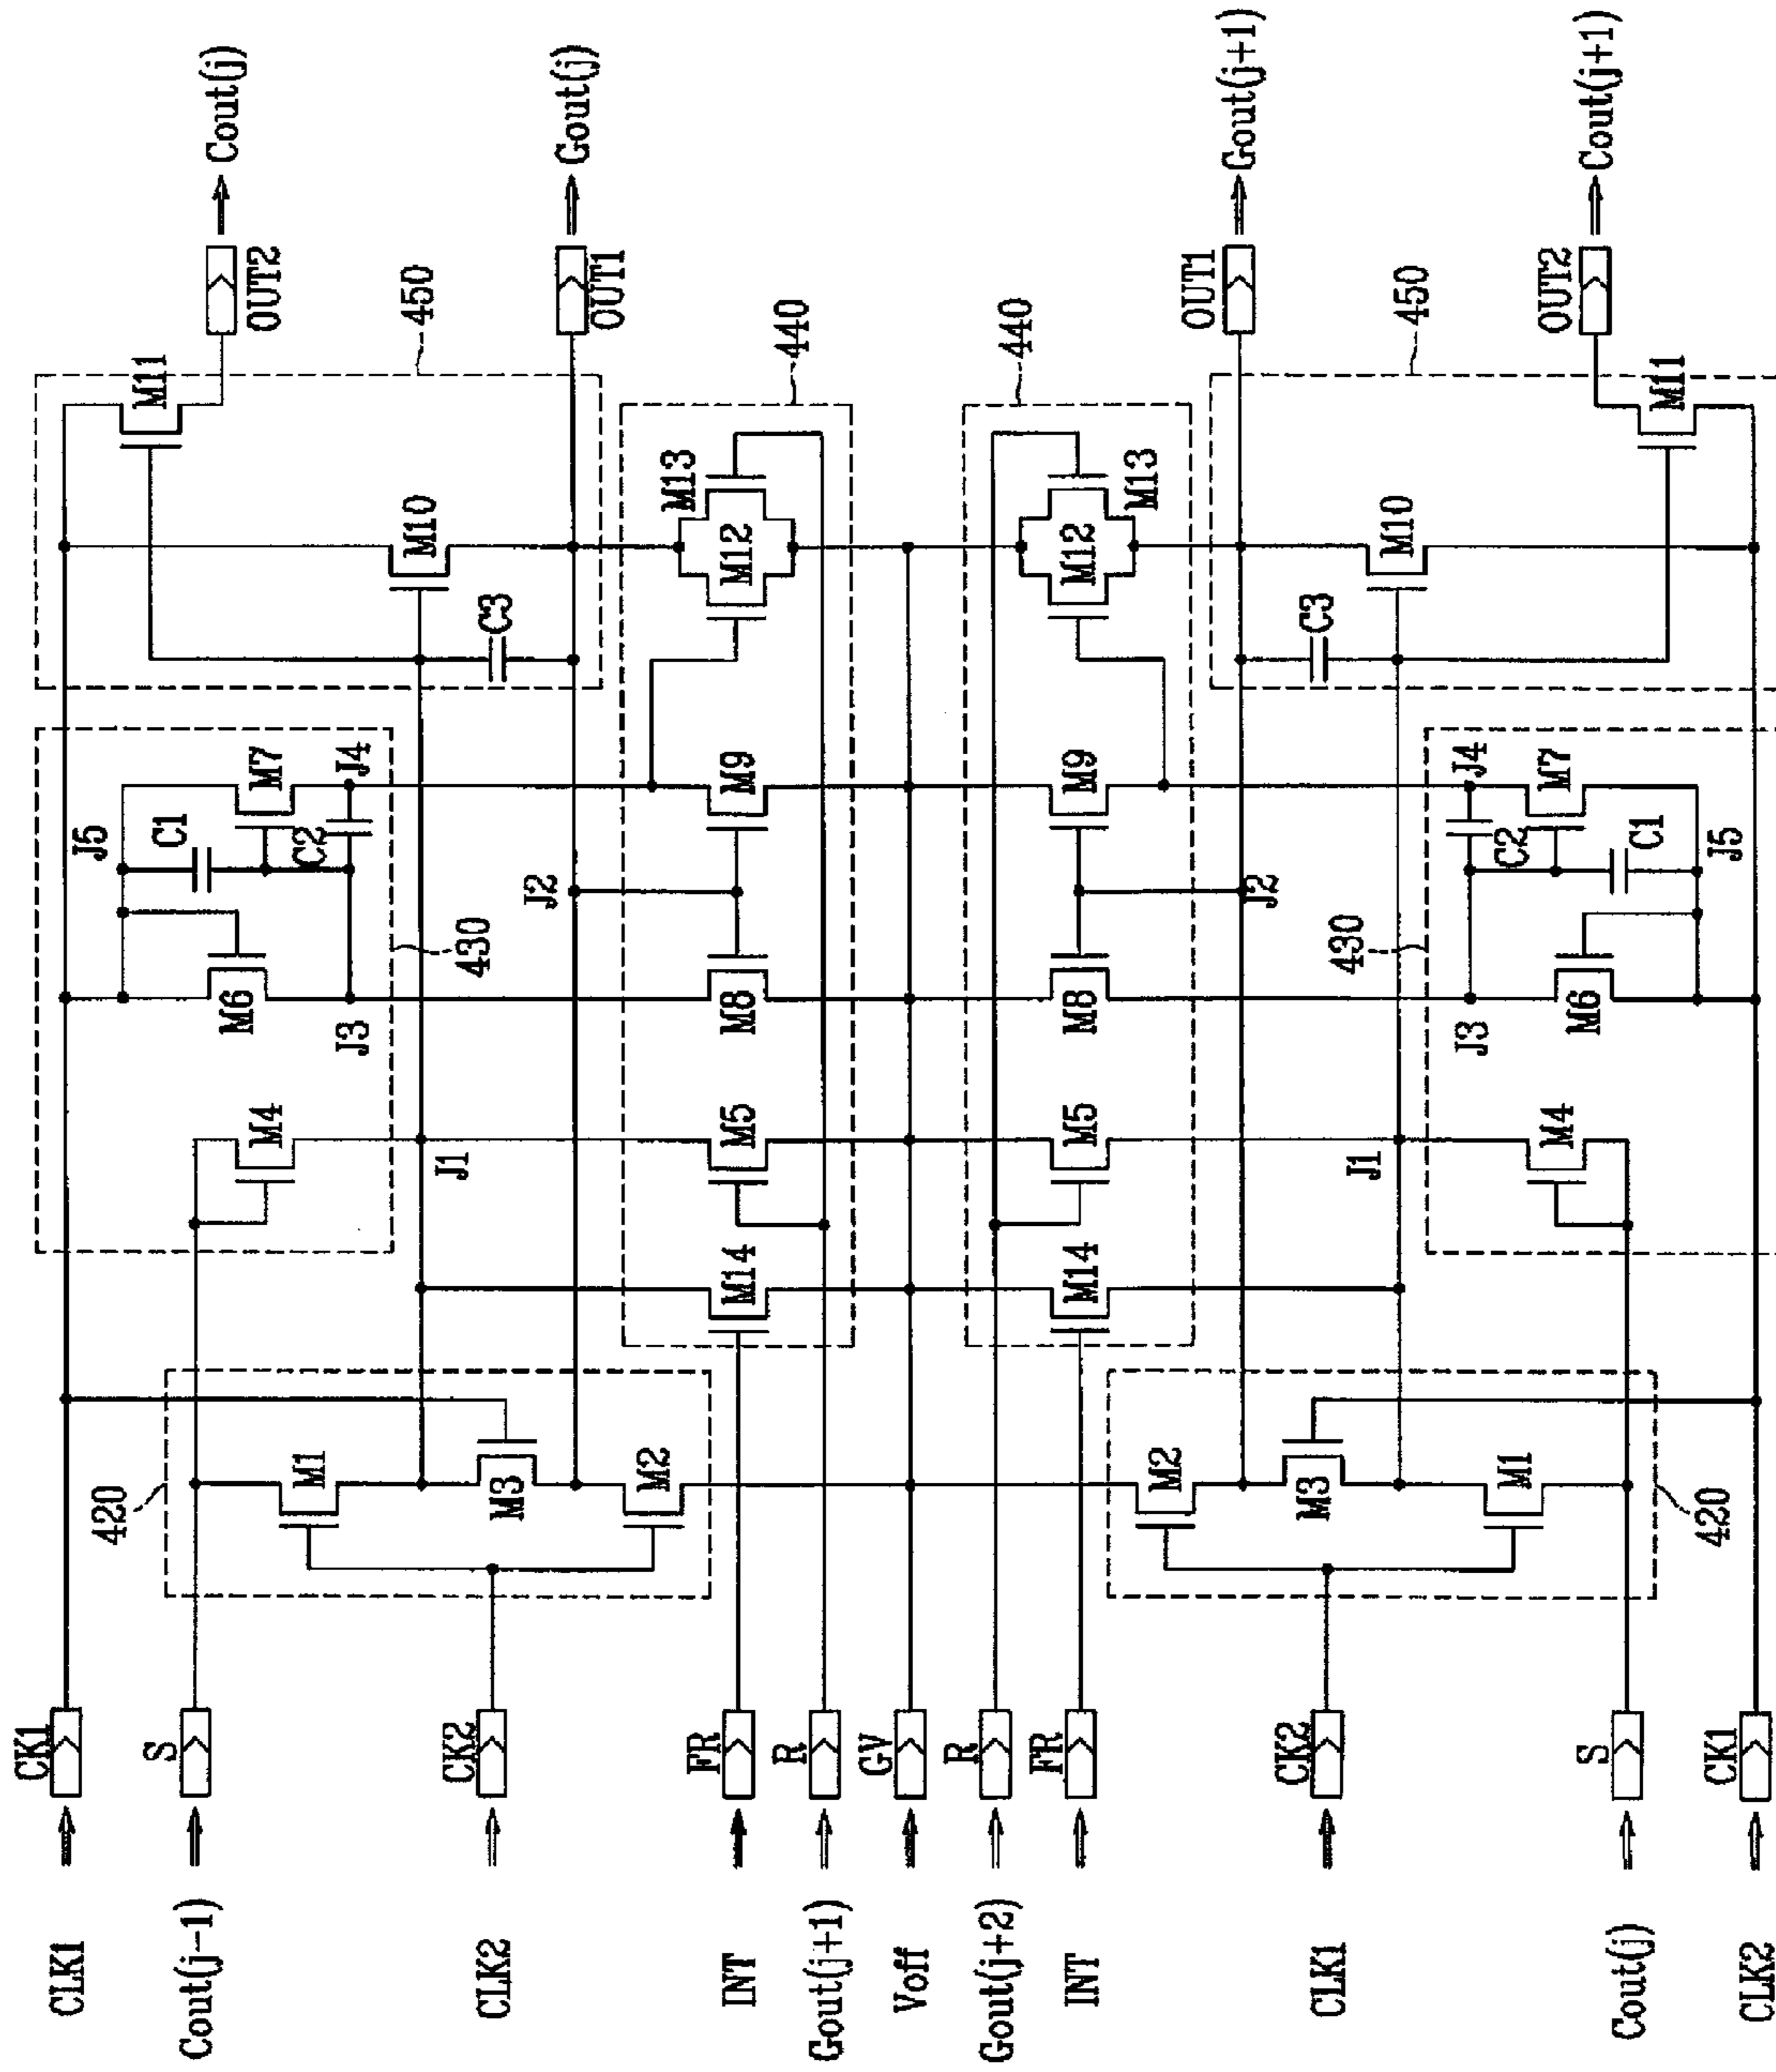 Cout(j)
Gout(j)
Gout(j+1)
Cout(j+1)
OUT2
OUT1
OUT1
OUT2
450
440
440
450
M11
M10
C3
M13
M12
M12
M13
C3
M10
M11
J5
C1
M7
C2
J4
M9
M9
J4
M7
C2
C1
J5
J2
J2
M6
J3
430
M8
M8
430
J3
M6
M4
J1
M5
M5
J1
M4
M14
M14
420
M1
M3
M2
M2
M3
M1
420
CK1
S
CK2
FR
R
GV
R
FR
CK2
S
CK1
CLK1
Cout(j-1)
CLK2
INT
Gout(j+1)
Voff
Gout(j+2)
INT
CLK1
Cout(j)
CLK2